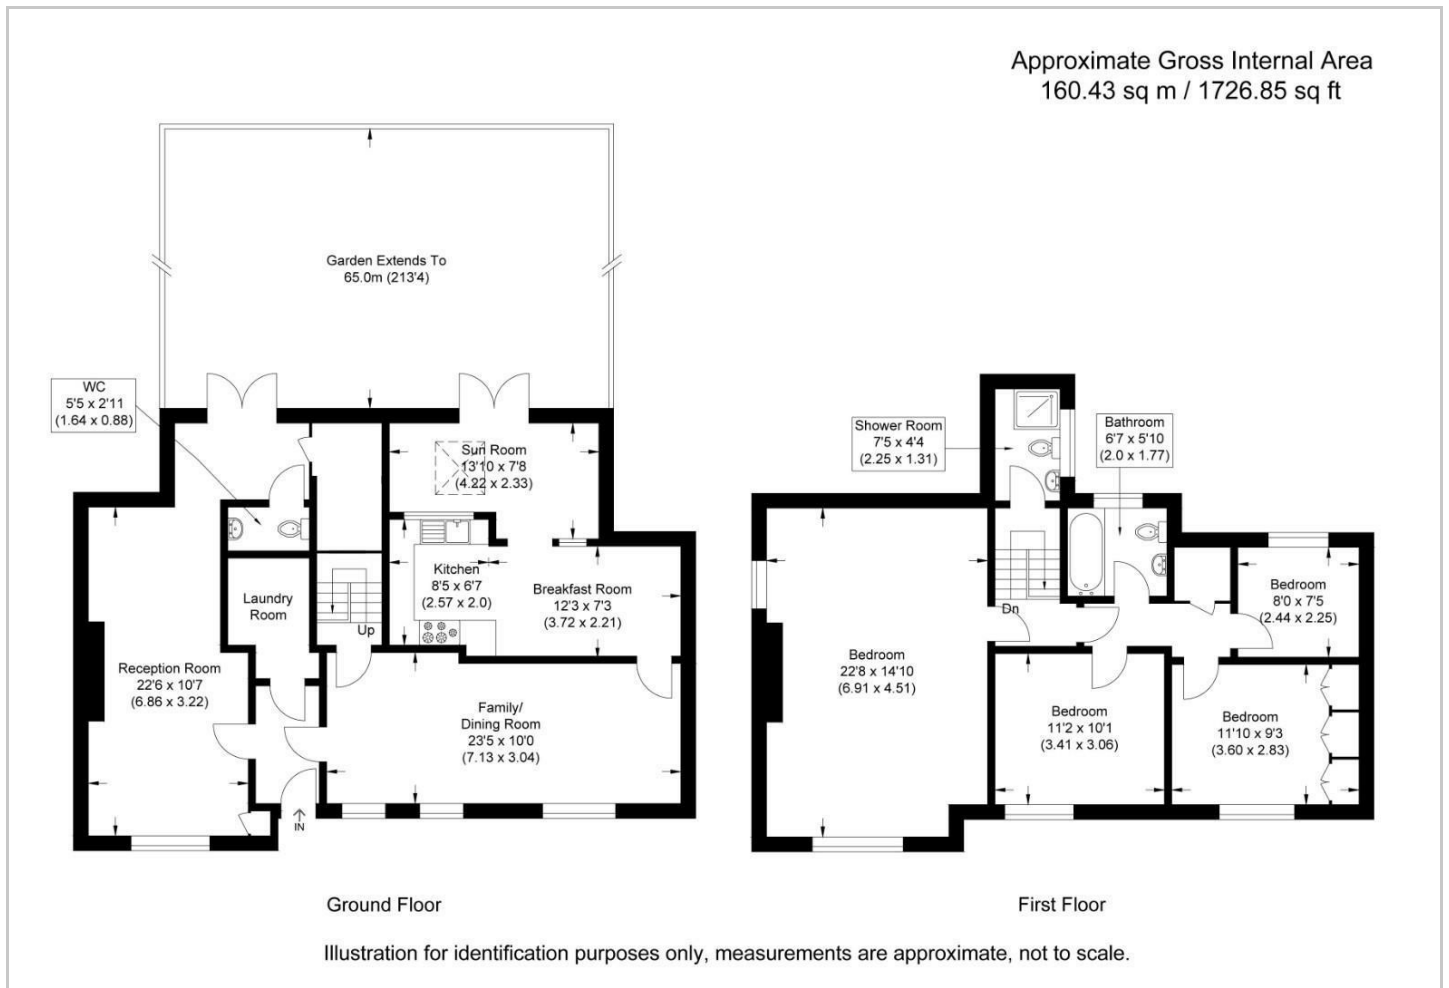 Approximate Gross Internal Area
160.43 sq m / 1726.85 sq ft
Garden Extends To
65.0m (213'4)
WC
5'5 x 2'11
(1.64 x 0.88)
Sun Room
13'10 x 7'8
(4.22 x 2.33)
Kitchen
8'5 x 6'7
(2.57 x 2.0)
Breakfast Room
12'3 x 7'3
(3.72 x 2.21)
Laundry
Room
Up
Reception Room
22'6 x 10'7
(6.86 x 3.22)
Family/
Dining Room
23'5 x 10'0
(7.13 x 3.04)
IN
Ground Floor
Shower Room
7'5 x 4'4
(2.25 x 1.31)
Bathroom
6'7 x 5'10
(2.0 x 1.77)
Dn
Bedroom
8'0 x 7'5
(2.44 x 2.25)
Bedroom
22'8 x 14'10
(6.91 x 4.51)
Bedroom
11'2 x 10'1
(3.41 x 3.06)
Bedroom
11'10 x 9'3
(3.60 x 2.83)
First Floor
Illustration for identification purposes only, measurements are approximate, not to scale.